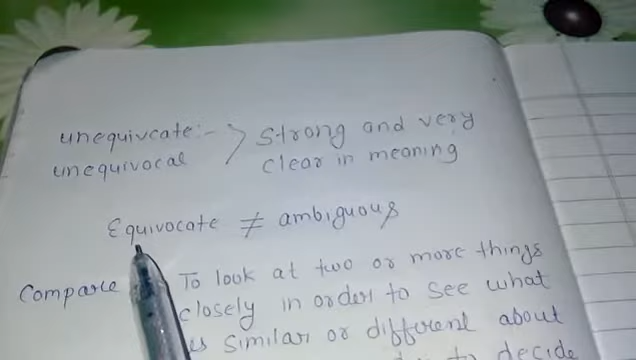 unequivcate:-
unequivocal
> strong and very
clear in meaning
Equivocate ≠ ambiguous
Compare To look at two or more things
closely in order to see what
is similar or different about
decide